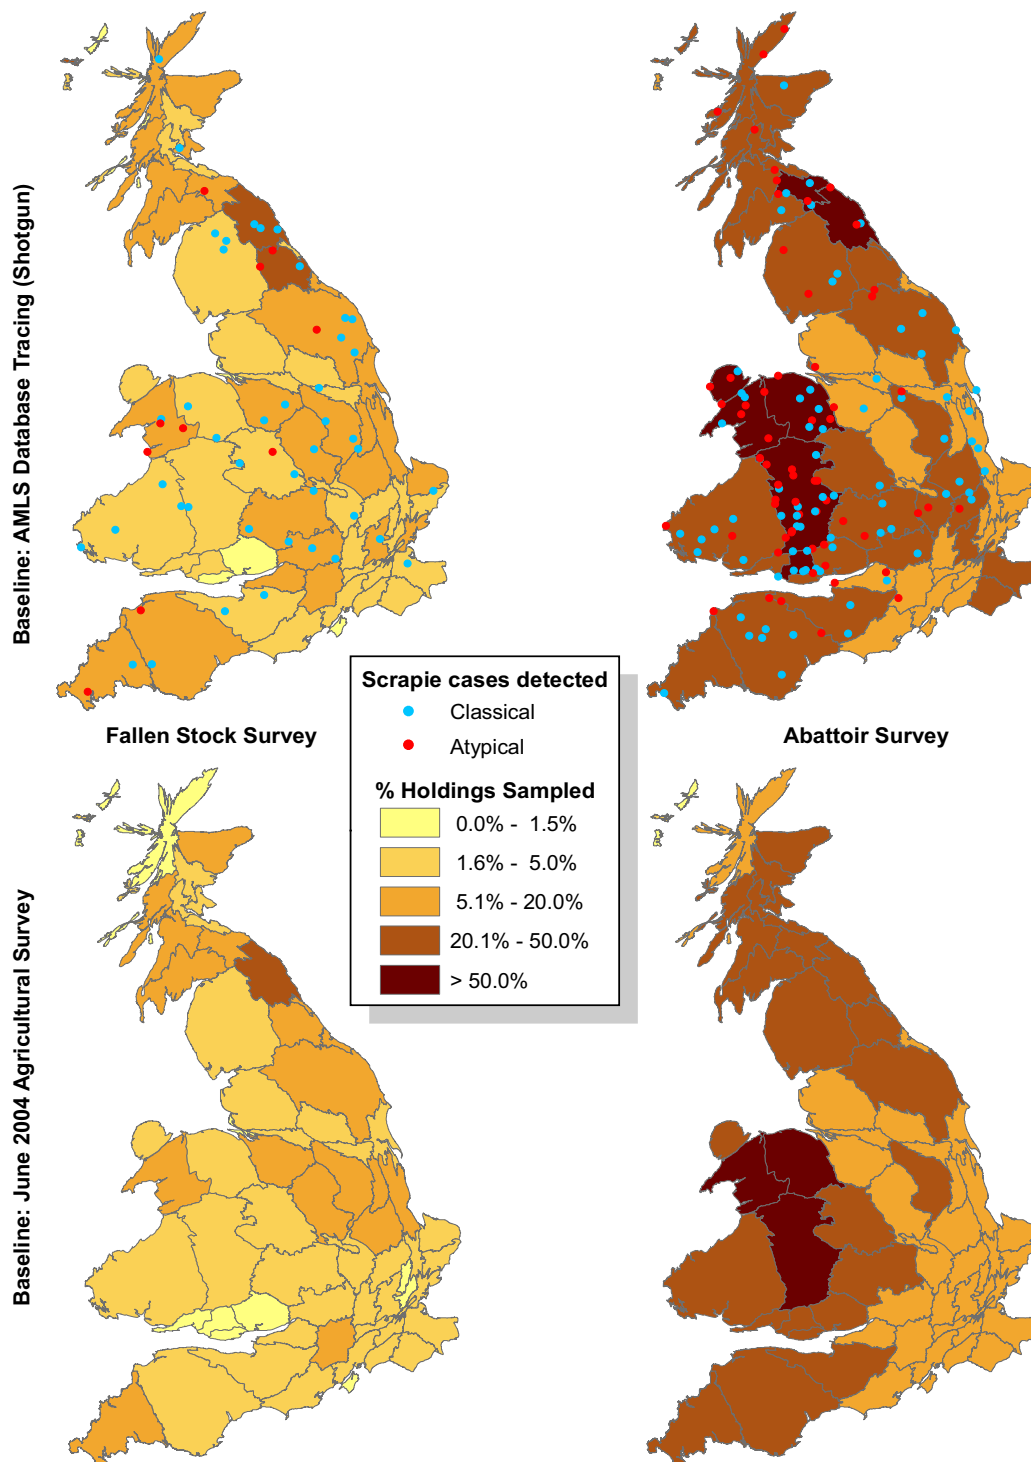 Baseline: AMLS Database Tracing (Shotgun)
Fallen Stock Survey
Abattoir Survey
Scrapie cases detected
Classical
Atypical
% Holdings Sampled
0.0% - 1.5%
1.6% - 5.0%
5.1% - 20.0%
20.1% - 50.0%
> 50.0%
Baseline: June 2004 Agricultural Survey